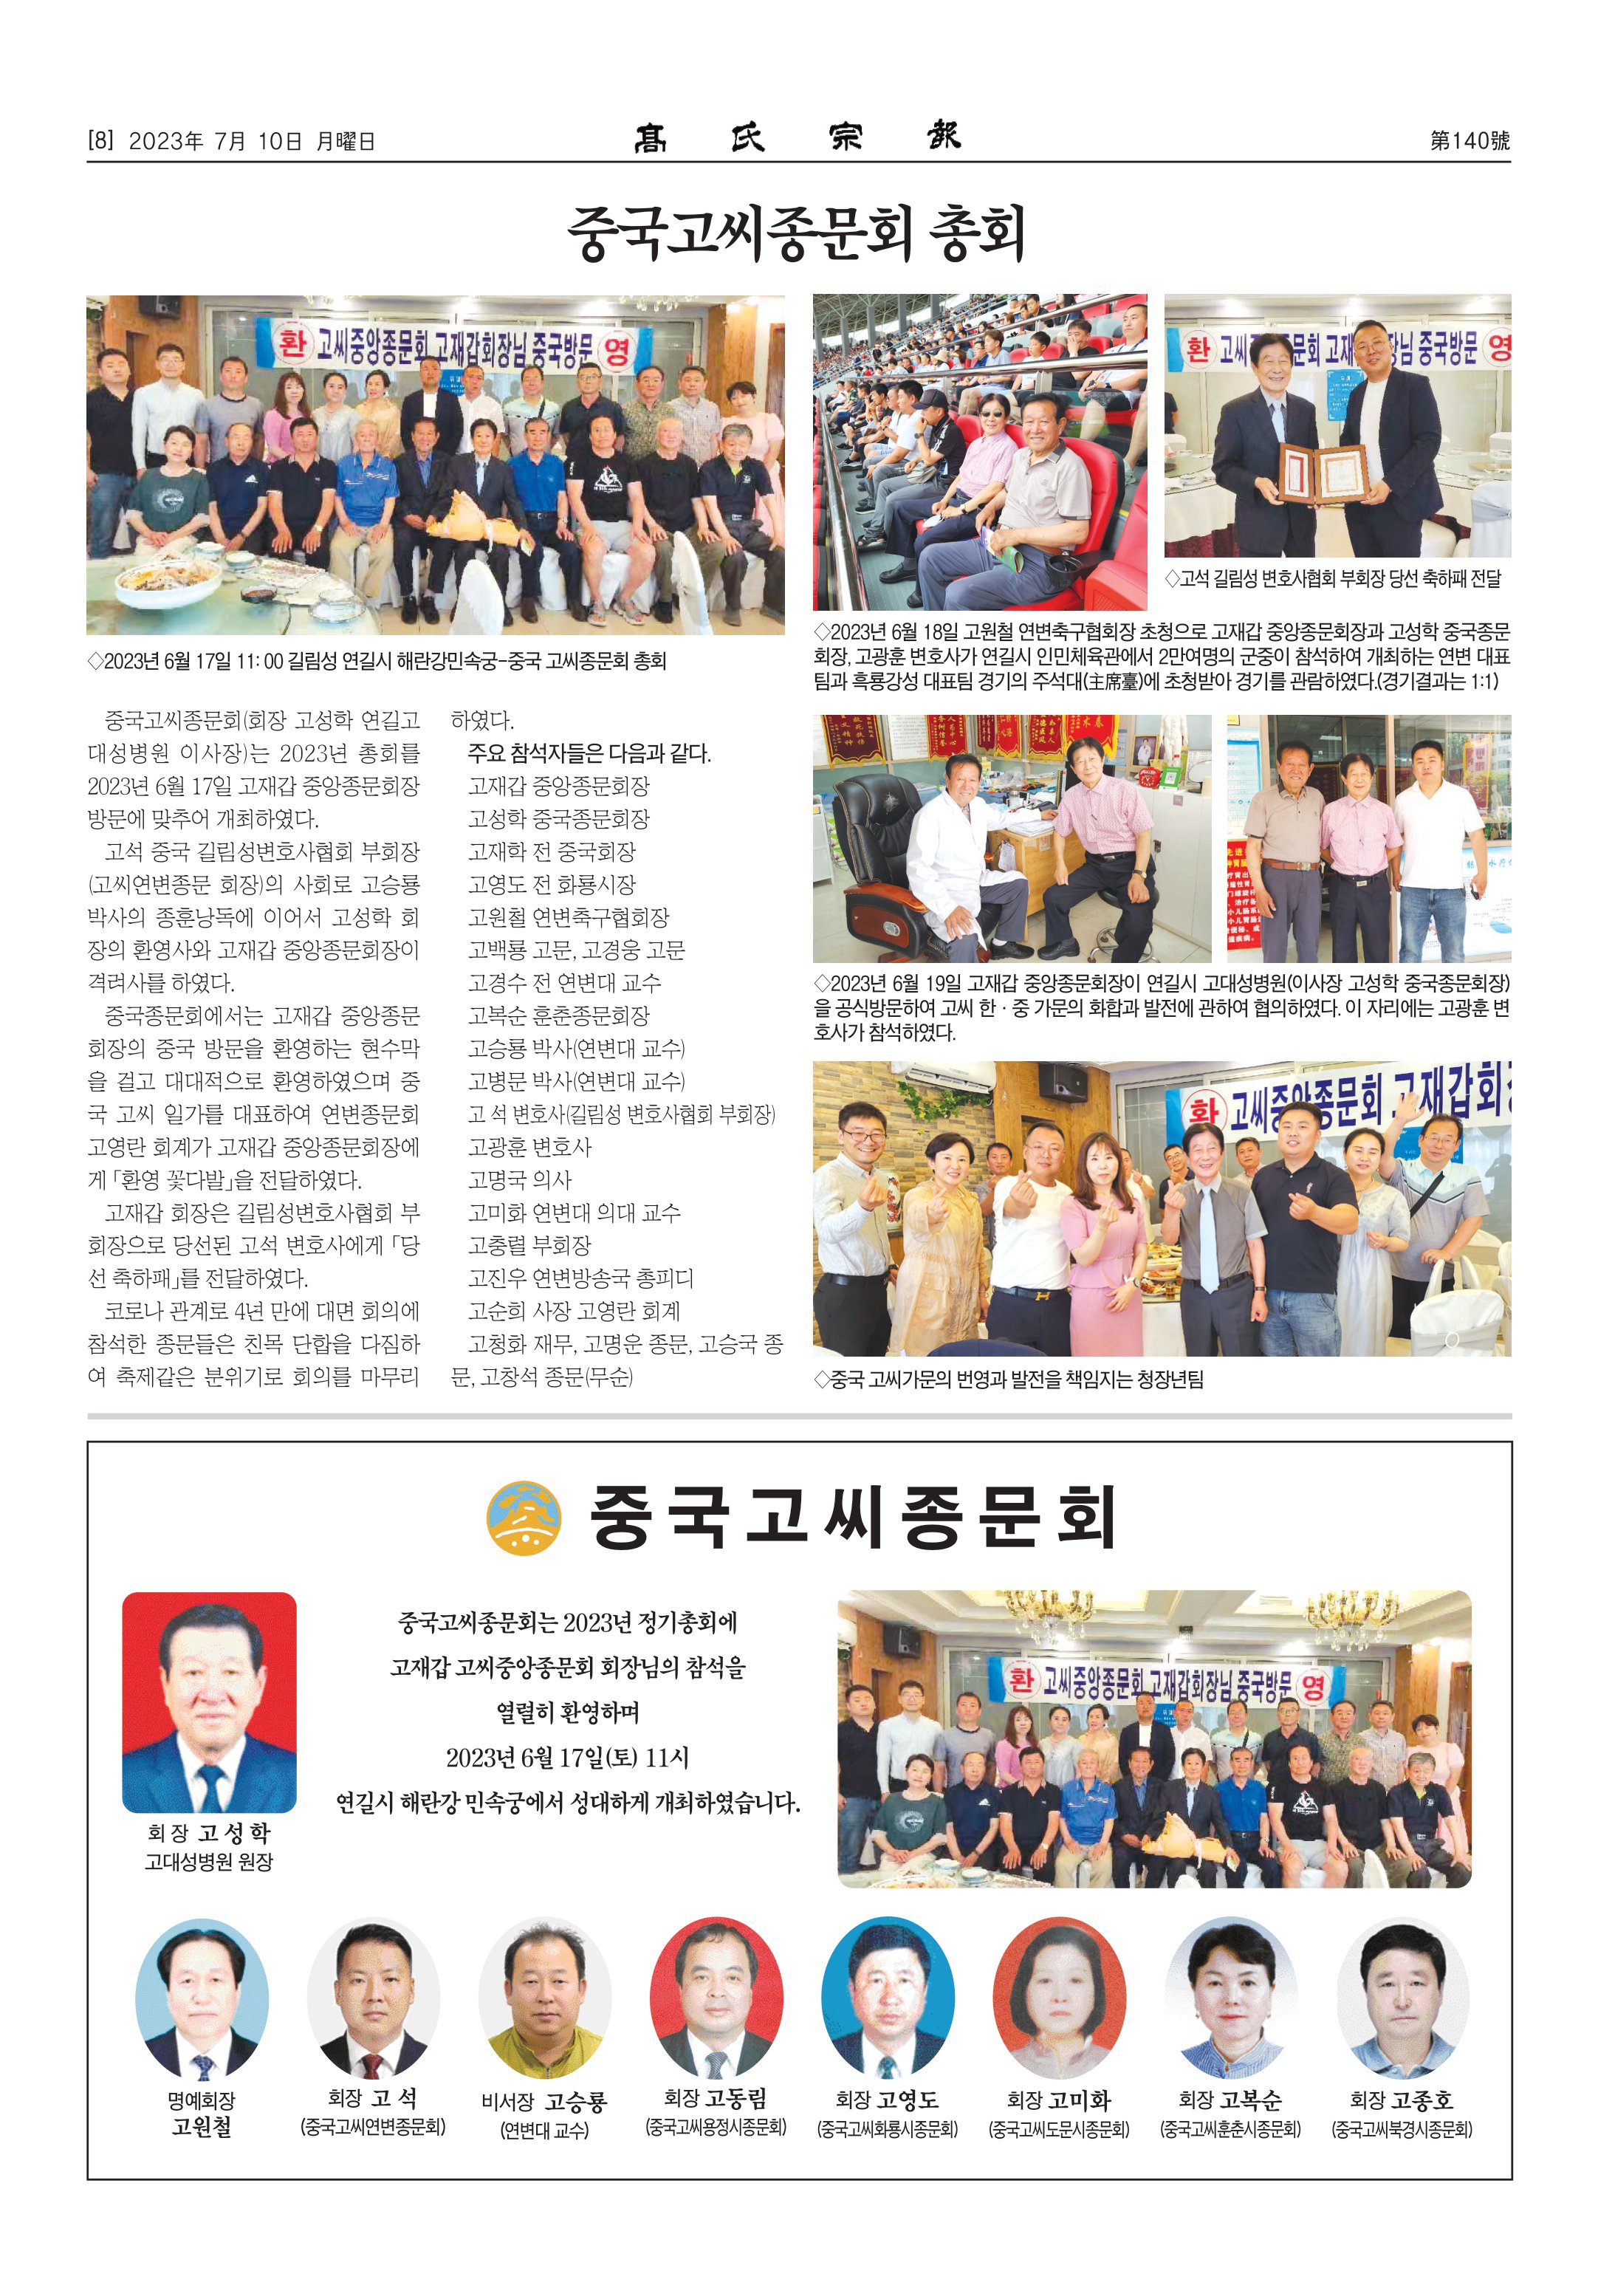 [8] 2023年 7月 10日 月曜日
髙氏宗報
第140號
중국고씨종문회 총회
환 고씨중앙종문회 고재갑회장님 중국방문 영
◇2023년 6월 17일 11: 00 길림성 연길시 해란강민속궁-중국 고씨종문회 총회
중국고씨종문회(회장 고성학 연길고
대성병원 이사장)는 2023년 총회를
2023년 6월 17일 고재갑 중앙종문회장
방문에 맞추어 개최하였다.
고석 중국 길림성변호사협회 부회장
(고씨연변종문 회장)의 사회로 고승룡
박사의 종훈낭독에 이어서 고성학 회
장의 환영사와 고재갑 중앙종문회장이
격려사를 하였다.
중국종문회에서는 고재갑 중앙종문
회장의 중국 방문을 환영하는 현수막
을 걸고 대대적으로 환영하였으며 중
국 고씨 일가를 대표하여 연변종문회
고영란 회계가 고재갑 중앙종문회장에
게 「환영 꽃다발」을 전달하였다.
고재갑 회장은 길림성변호사협회 부
회장으로 당선된 고석 변호사에게 「당
선 축하패」를 전달하였다.
코로나 관계로 4년 만에 대면 회의에
참석한 종문들은 친목 단합을 다짐하
여 축제같은 분위기로 회의를 마무리
하였다.
주요 참석자들은 다음과 같다.
고재갑 중앙종문회장
고성학 중국종문회장
고재학 전 중국회장
고영도 전 화룡시장
고원철 연변축구협회장
고백룡 고문, 고경웅 고문
고경수 전 연변대 교수
고복순 훈춘종문회장
고승룡 박사(연변대 교수)
고병문 박사(연변대 교수)
고 석 변호사(길림성 변호사협회 부회장)
고광훈 변호사
고명국 의사
고미화 연변대 의대 교수
고충렬 부회장
고진우 연변방송국 총피디
고순희 사장 고영란 회계
고청화 재무, 고명운 종문, 고승국 종
문, 고창석 종문(무순)
환 고씨중 문회 고재 장님 중국방문 영
◇고석 길림성 변호사협회 부회장 당선 축하패 전달
◇2023년 6월 18일 고원철 연변축구협회장 초청으로 고재갑 중앙종문회장과 고성학 중국종문
회장, 고광훈 변호사가 연길시 인민체육관에서 2만여명의 군중이 참석하여 개최하는 연변 대표
팀과 흑룡강성 대표팀 경기의 주석대(主席臺)에 초청받아 경기를 관람하였다.(경기결과는 1:1)
◇2023년 6월 19일 고재갑 중앙종문회장이 연길시 고대성병원(이사장 고성학 중국종문회장)
을 공식방문하여 고씨 한 · 중 가문의 화합과 발전에 관하여 협의하였다. 이 자리에는 고광훈 변
호사가 참석하였다.
환 고씨중앙종문회 고재갑회장
◇중국 고씨가문의 번영과 발전을 책임지는 청장년팀
중국고씨종문회
중국고씨종문회는 2023년 정기총회에
고재갑 고씨중앙종문회 회장님의 참석을
열렬히 환영하며
2023년 6월 17일(토) 11시
연길시 해란강 민속궁에서 성대하게 개최하였습니다.
회 장 고 성 학
고대성병원 원장
환 고씨중앙종문회 고재갑회장님 중국방문 영
명예회장
고원철
회장 고 석
(중국고씨연변종문회)
비서장 고승룡
(연변대 교수)
회장 고동림
(중국고씨용정시종문회)
회장 고영도
(중국고씨화룡시종문회)
회장 고미화
(중국고씨도문시종문회)
회장 고복순
(중국고씨훈춘시종문회)
회장 고종호
(중국고씨북경시종문회)